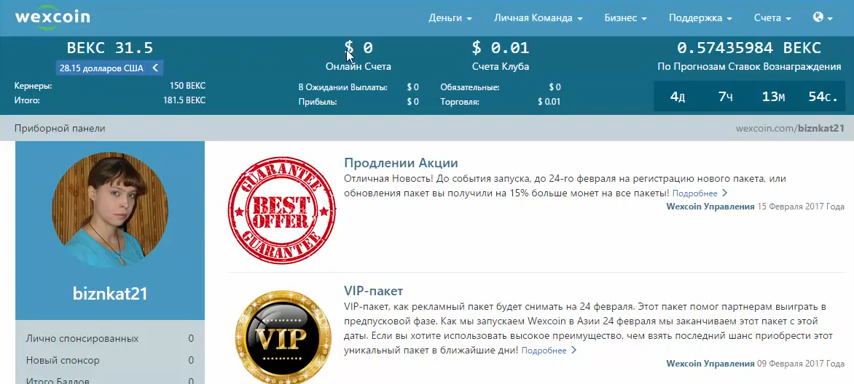 wexcoin
Деньги
Личная Команда
Бизнес
Поддержка
Счета
ВЕКС 31.5
28.15 долларов США
Кернеры: 150 ВЕКС
Итого: 181.5 ВЕКС
$ 0
Онлайн Счета
В Ожидании Выплаты: $ 0
Прибыль: $ 0
$ 0.01
Счета Клуба
Обязательные: $ 0
Торговля: $ 0.01
0.57435984 ВЕКС
По Прогнозам Ставок Вознаграждения
4д 7ч 13м 54с.
Приборной панели
wexcoin.com/biznkat21
biznkat21
Лично спонсированных 0
Новый спонсор 0
Итого Баллов 0
GUARANTEE
BEST
OFFER
GUARANTEE
Продлении Акции
Отличная Новость! До события запуска, до 24-го февраля на регистрацию нового пакета, или
обновления пакет вы получили на 15% больше монет на все пакеты! Подробнее
Wexcoin Управления 15 Февраля 2017 Года
VIP
VIP-пакет
VIP-пакет, как рекламный пакет будет снимать на 24 февраля. Этот пакет помог партнерам выиграть в
предпусковой фазе. Как мы запускаем Wexcoin в Азии 24 февраля мы заканчиваем этот пакет с этой
даты. Если вы хотите использовать высокое преимущество, чем взять последний шанс приобрести этот
уникальный пакет в ближайшие дни! Подробнее
Wexcoin Управления 09 Февраля 2017 Года